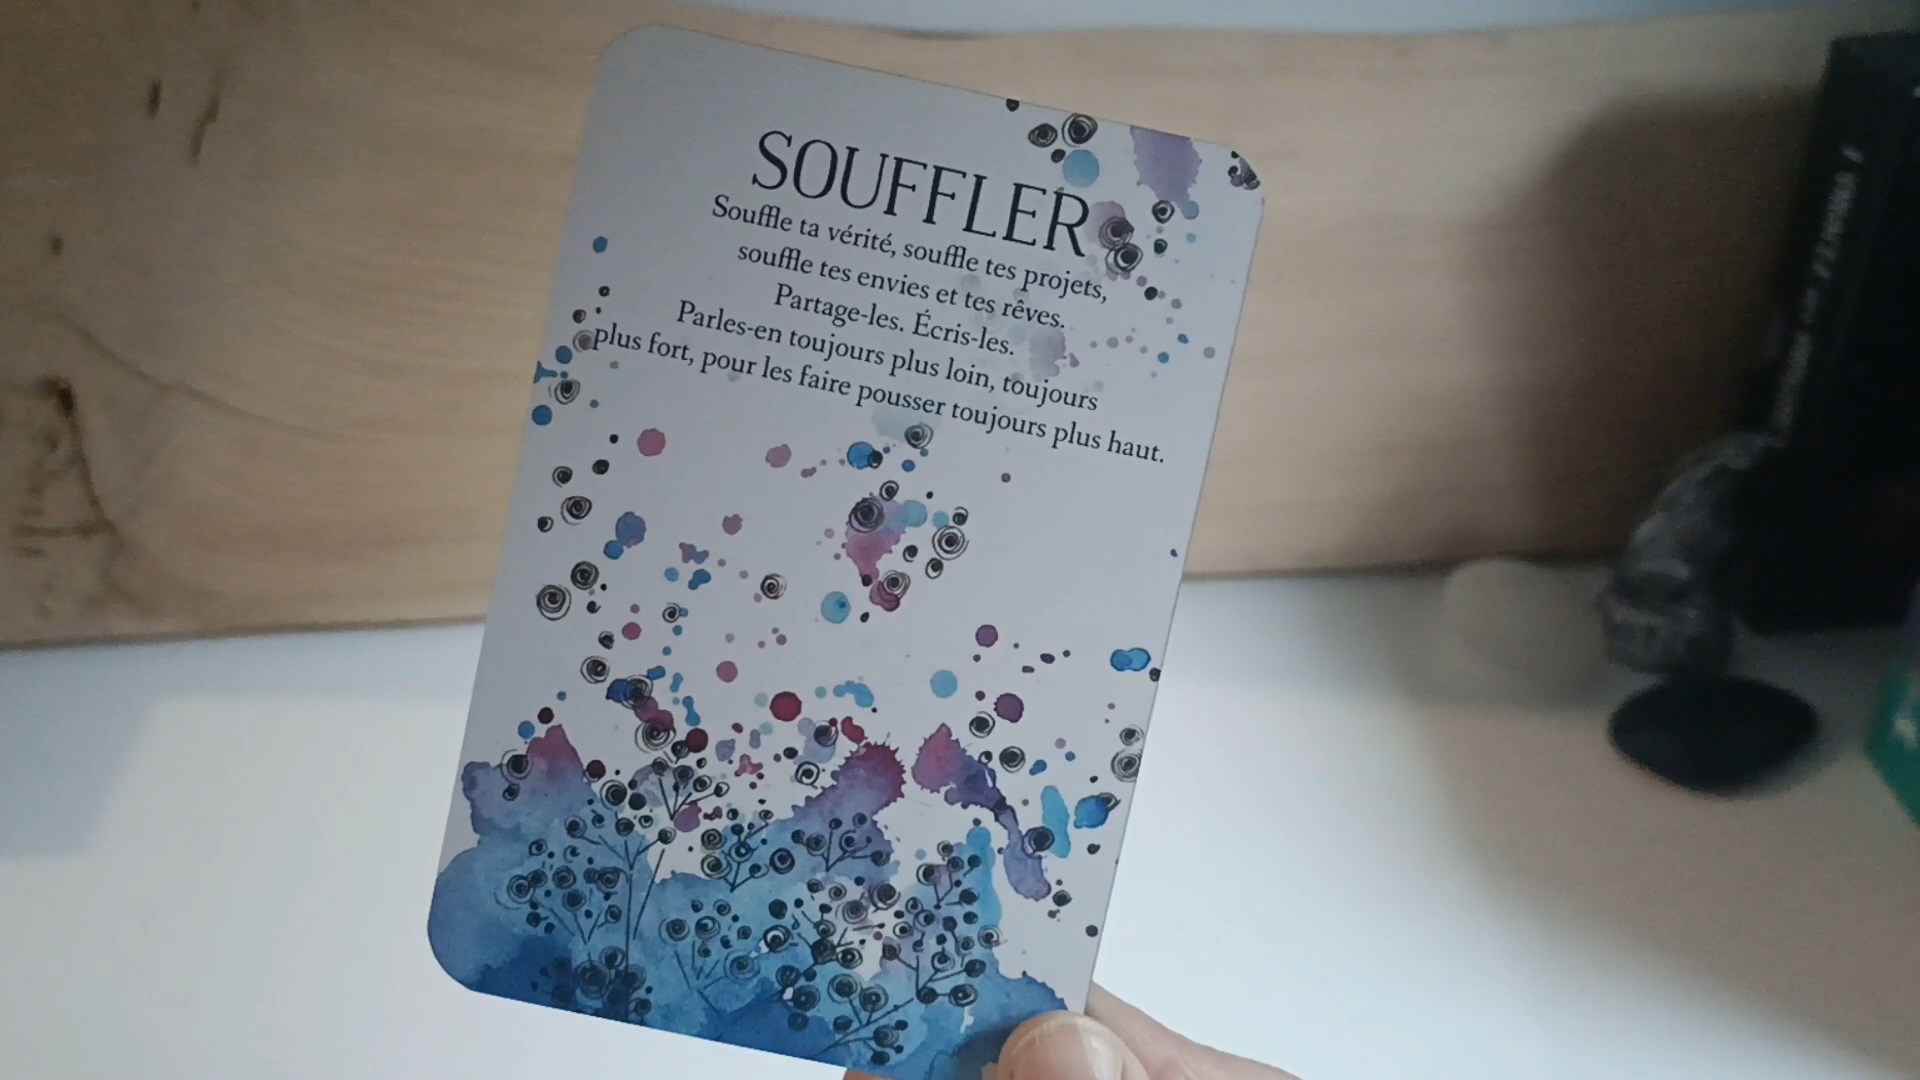 SOUFFLER
Souffle ta vérité, souffle tes projets,
souffle tes envies et tes rêves.
Partage-les. Écris-les.
Parles-en toujours plus loin, toujours
plus fort, pour les faire pousser toujours plus haut.